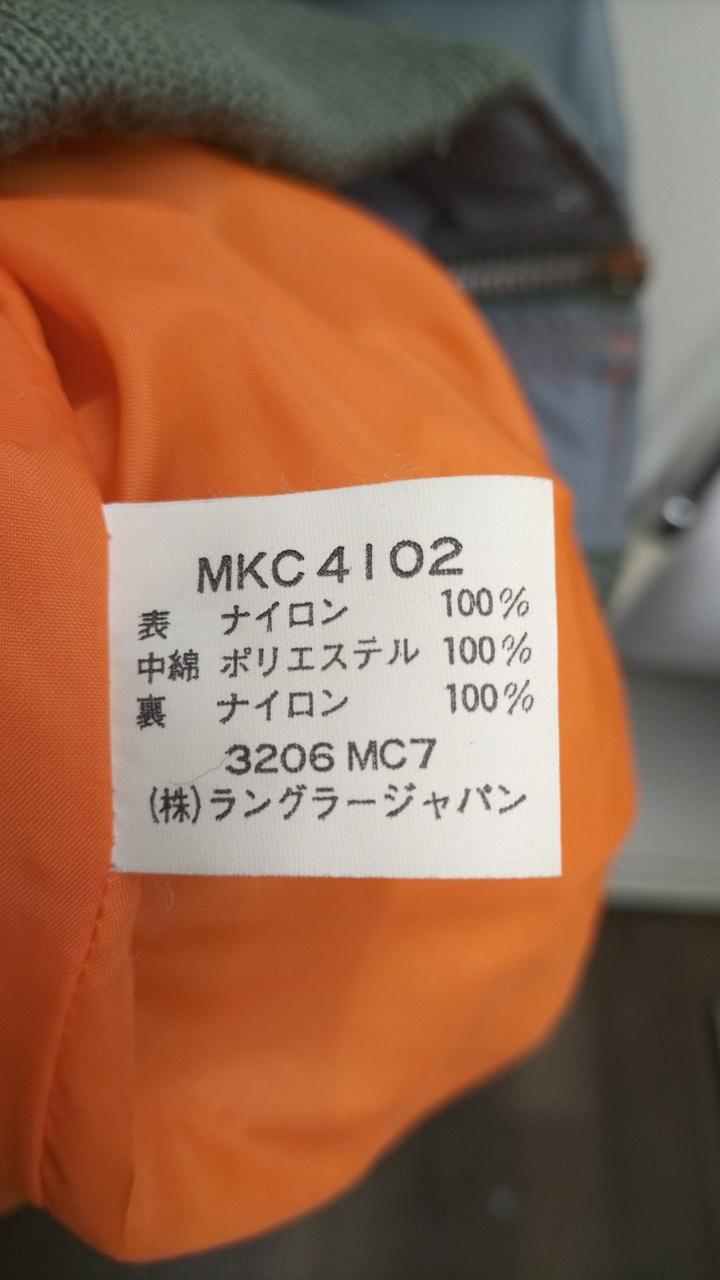 MKC4102
表 ナイロン 100%
中綿 ポリエステル 100%
裏 ナイロン 100%
3206 MC7
(株)ラングラージャパン